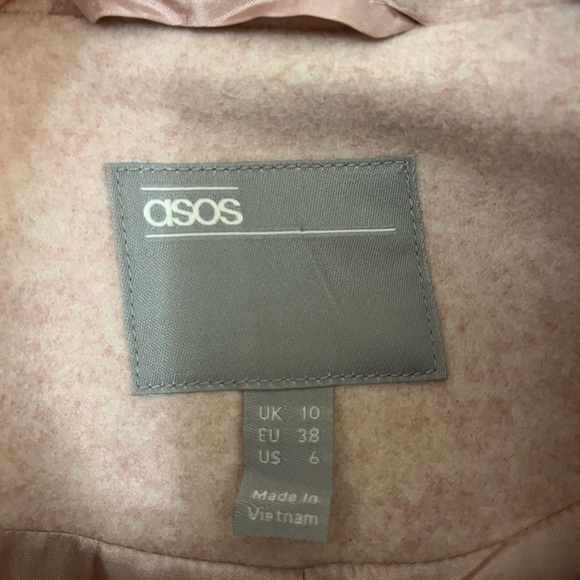 asos
UK 10
EU 38
US 6
Made In
Vietnam